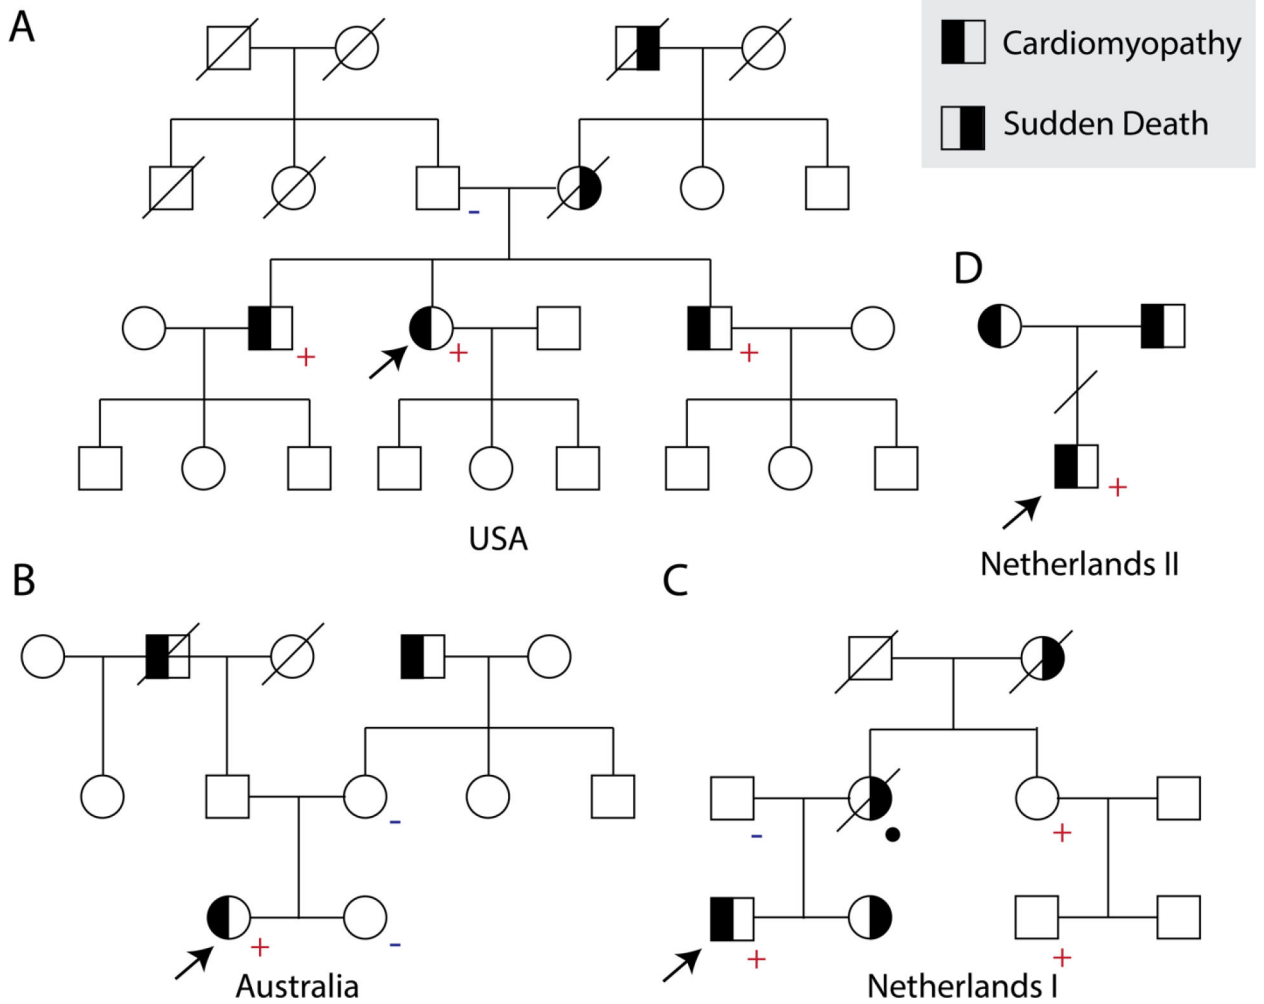 A
Cardiomyopathy
Sudden Death
-
+
+
+
D
+
USA
Netherlands II
B
C
-
-
+
+
-
+
+
Australia
Netherlands I